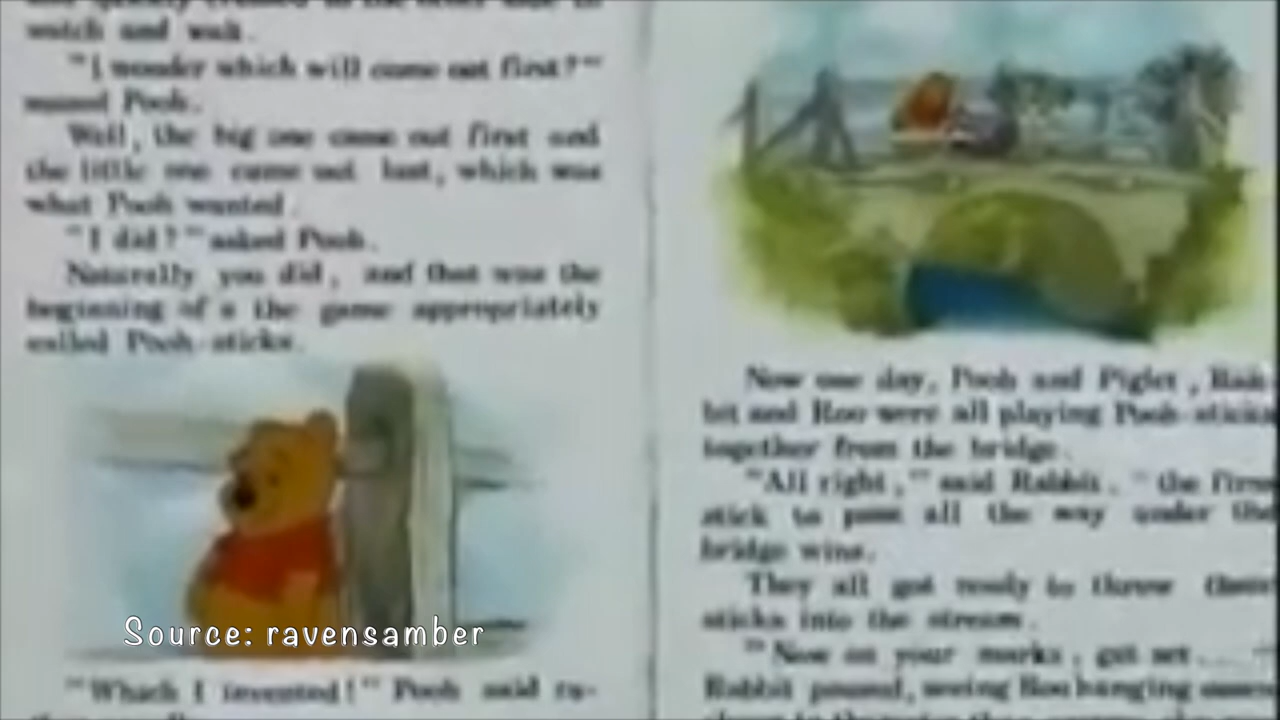 watch and wait.
"I wonder which will come out first?"
mused Pooh.
Well, the big one came out first and
the little one came out last, which was
what Pooh wanted.
"I did?" asked Pooh.
Naturally you did, and that was the
beginning of a the game appropriately
called Pooh-sticks.
"Which I invented!" Pooh said ra-
Now one day, Pooh and Piglet, Rab-
bit and Roo were all playing Pooh-sticks
together from the bridge.
"All right," said Rabbit, "the first
stick to pass all the way under the
bridge wins.
They all got ready to throw their
sticks into the stream.
"Now on your marks, get set....
Rabbit paused, seeing Roo hanging
Source: ravensamber